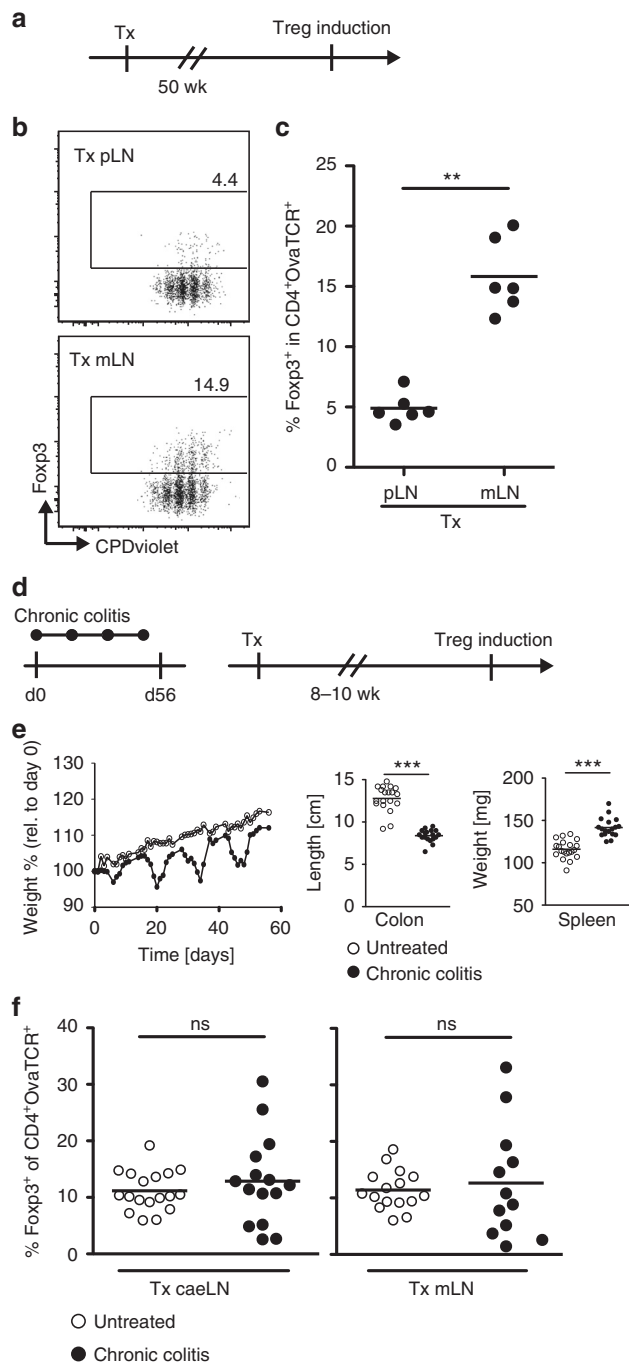 a
Tx
Treg induction
50 wk
b
Tx pLN
4.4
Tx mLN
14.9
Foxp3
CPDviolet
c
% Foxp3+ in CD4+OvaTCR+
25
20
15
10
5
0
**
pLN
mLN
Tx
d
Chronic colitis
d0
d56
Tx
Treg induction
8–10 wk
e
Weight % (rel. to day 0)
130
120
110
100
90
0
20
40
60
Time [days]
Length [cm]
15
10
5
0
***
Colon
Weight [mg]
200
150
100
50
***
Spleen
Untreated
Chronic colitis
f
% Foxp3+ of CD4+OvaTCR+
40
30
20
10
0
ns
ns
Tx caeLN
Tx mLN
Untreated
Chronic colitis